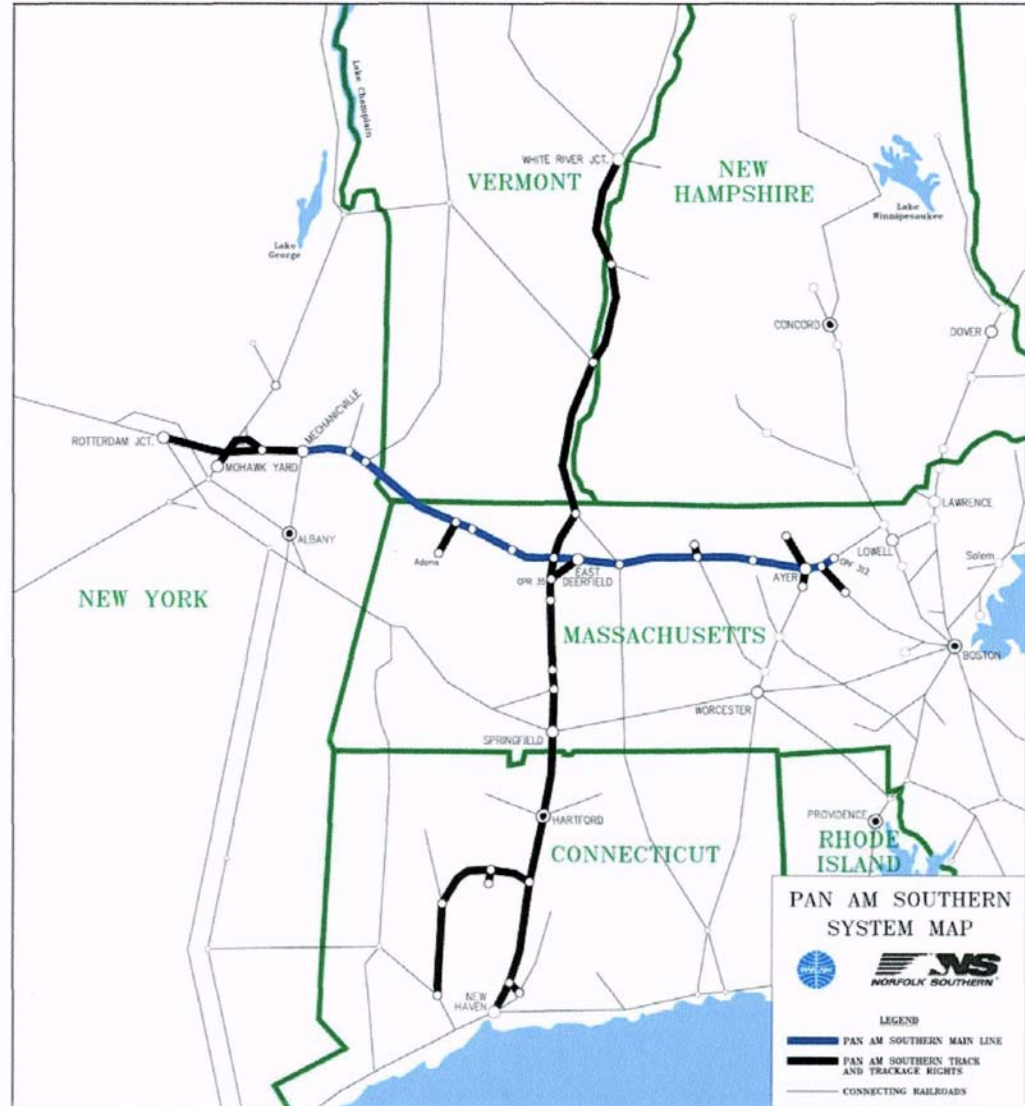 Lake Champlain
WHITE RIVER JCT.
VERMONT
NEW
HAMPSHIRE
Lake
Winnipesaukee
Lake
George
CONCORD
DOVER
MECHANICVILLE
ROTTERDAM JCT.
MOHAWK YARD
LAWRENCE
ALBANY
LOWELL
Adams
Salem
CPR 35
EAST
DEERFIELD
AYER
CPF 312
NEW YORK
MASSACHUSETTS
BOSTON
WORCESTER
SPRINGFIELD
HARTFORD
PROVIDENCE
CONNECTICUT
RHODE
ISLAND
NEW
HAVEN
PAN AM SOUTHERN
SYSTEM MAP
PAN AM
NS
NORFOLK SOUTHERN
LEGEND
PAN AM SOUTHERN MAIN LINE
PAN AM SOUTHERN TRACK
AND TRACKAGE RIGHTS
CONNECTING RAILROADS